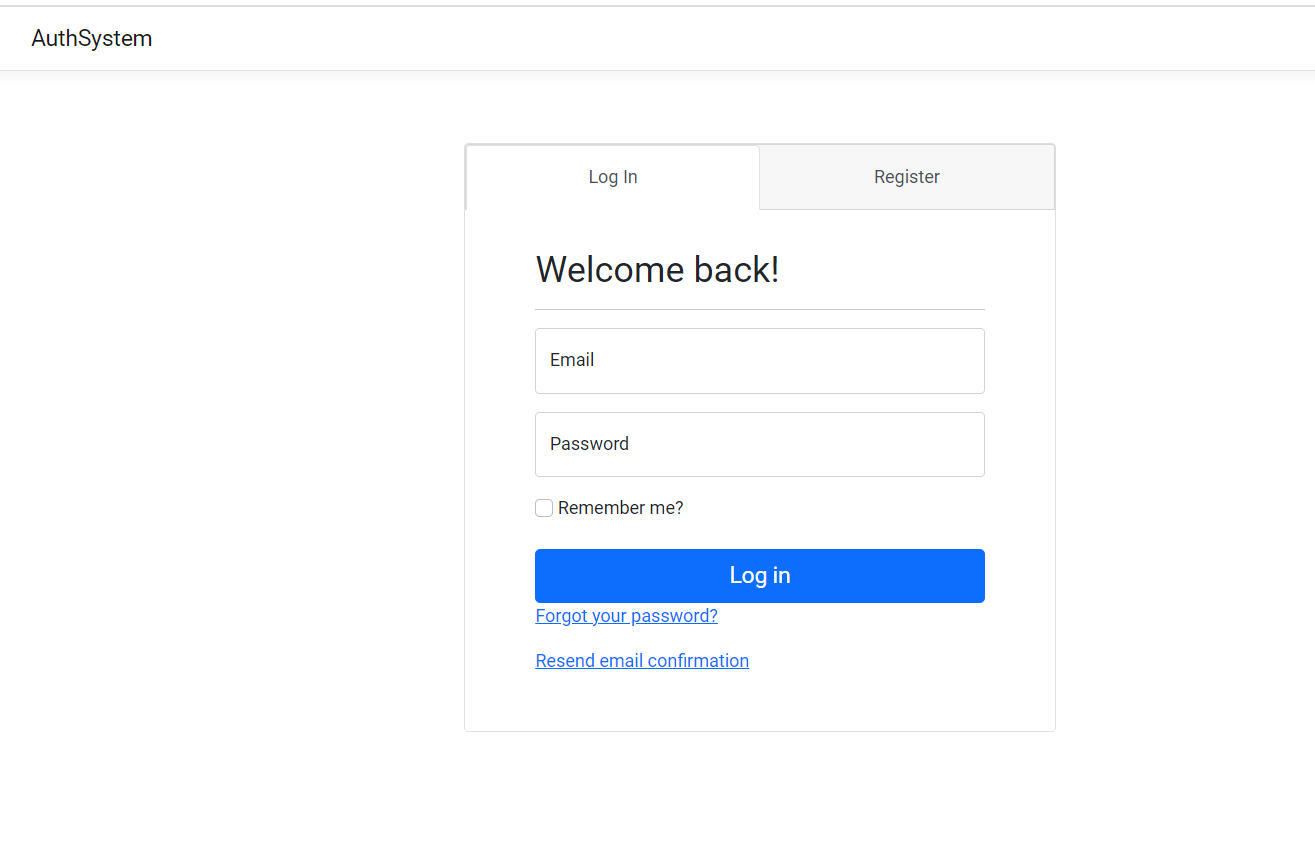 AuthSystem
Log In
Register
Welcome back!
Email
Password
Remember me?
Log in
Forgot your password?
Resend email confirmation